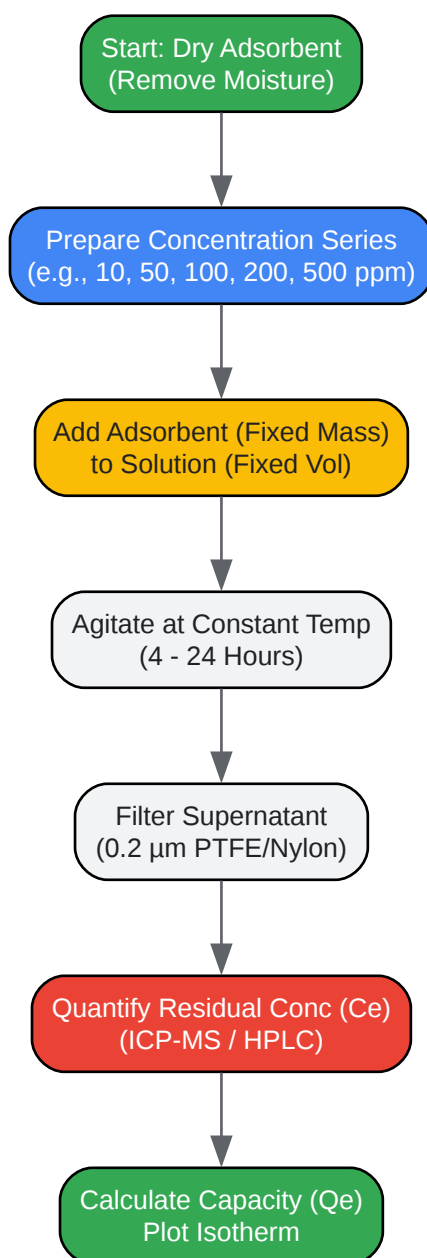 Start: Dry Adsorbent
(Remove Moisture)
Prepare Concentration Series
(e.g., 10, 50, 100, 200, 500 ppm)
Add Adsorbent (Fixed Mass)
to Solution (Fixed Vol)
Agitate at Constant Temp
(4 - 24 Hours)
Filter Supernatant
(0.2 µm PTFE/Nylon)
Quantify Residual Conc (Ce)
(ICP-MS / HPLC)
Calculate Capacity (Qe)
Plot Isotherm